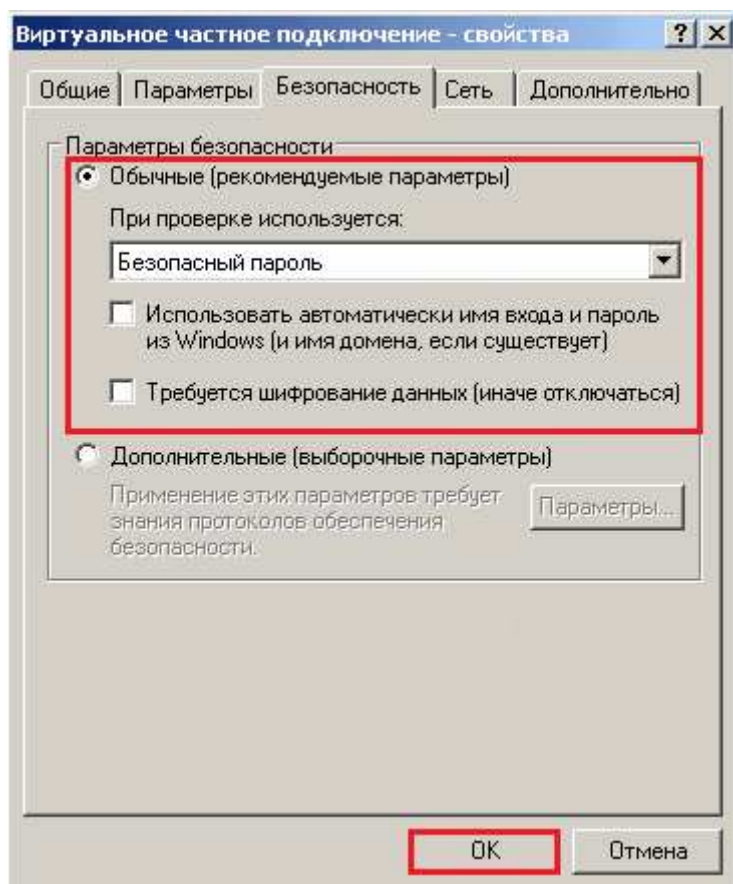 Виртуальное частное подключение - свойства
Общие Параметры Безопасность Сеть Дополнительно
Параметры безопасности
Обычные (рекомендуемые параметры)
При проверке используется:
Безопасный пароль
Использовать автоматически имя входа и пароль
из Windows (и имя домена, если существует)
Требуется шифрование данных (иначе отключаться)
Дополнительные (выборочные параметры)
Применение этих параметров требует
знания протоколов обеспечения
безопасности.
Параметры...
OK Отмена